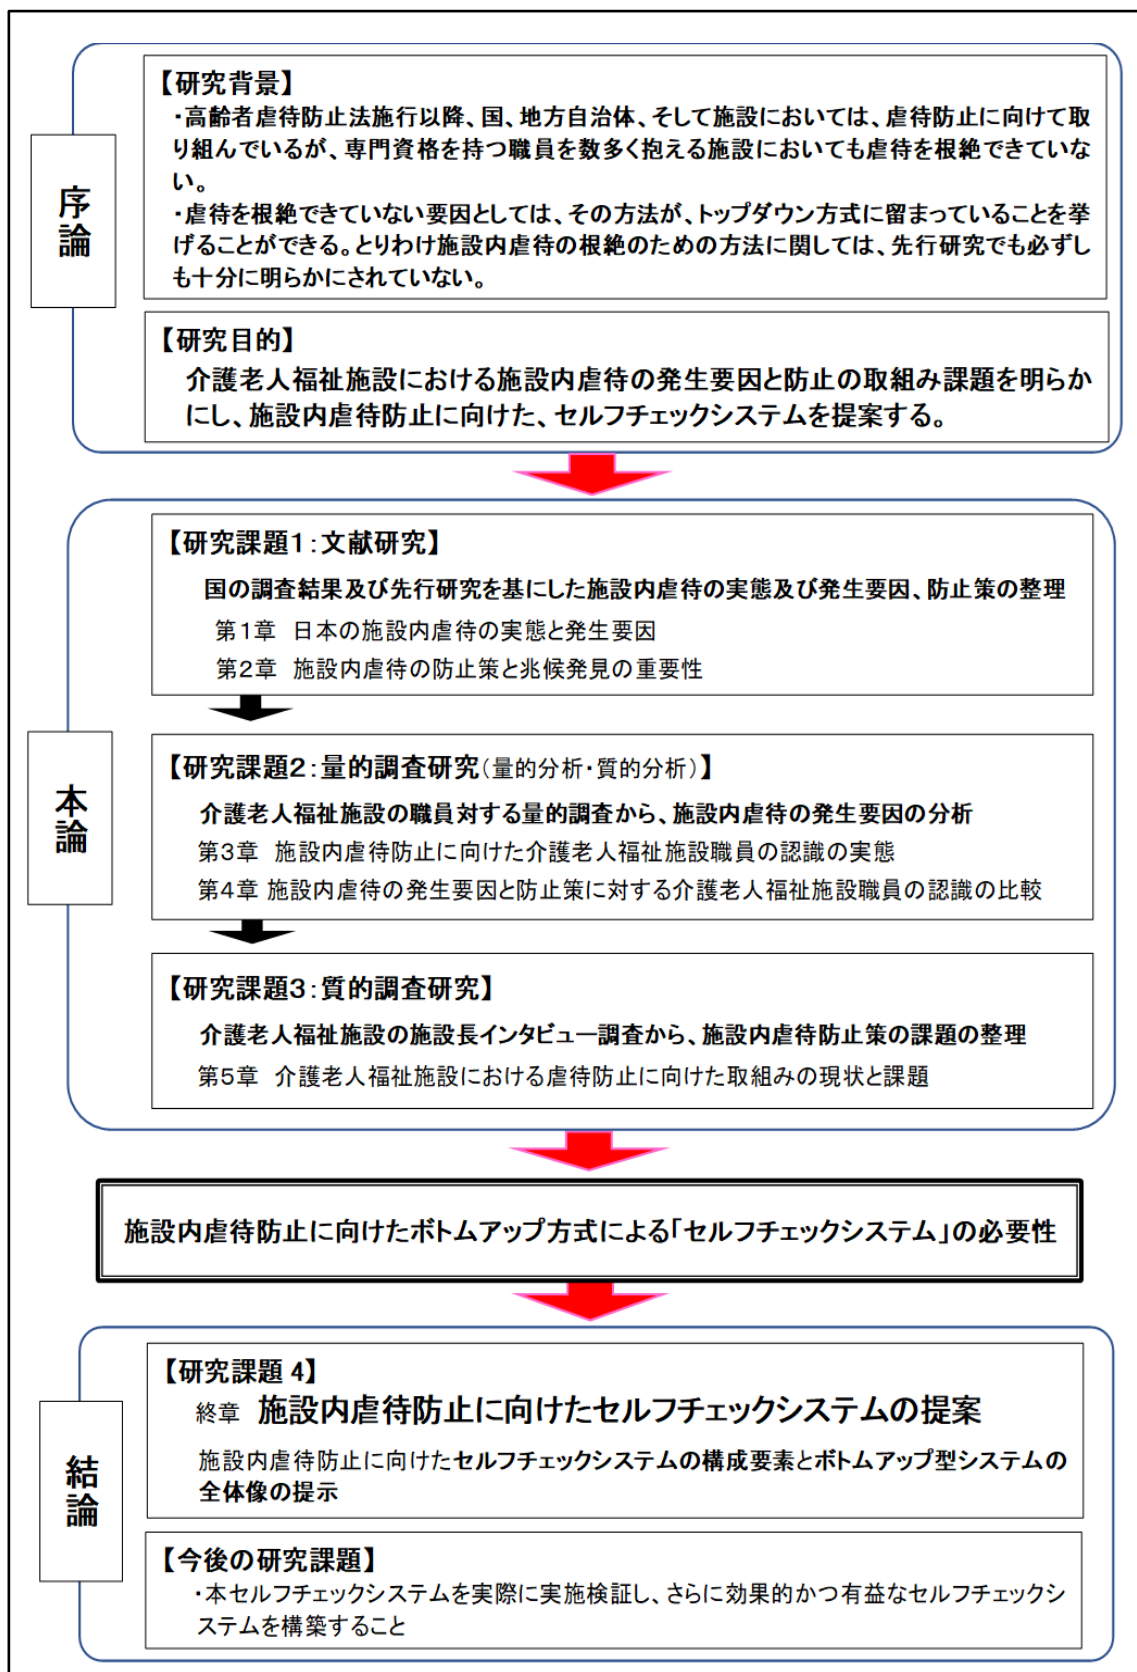 序論
【研究背景】
・高齢者虐待防止法施行以降、国、地方自治体、そして施設においては、虐待防止に向けて取
り組んでいるが、専門資格を持つ職員を数多く抱える施設においても虐待を根絶できていな
い。
・虐待を根絶できていない要因としては、その方法が、トップダウン方式に留まっていることを挙
げることができる。とりわけ施設内虐待の根絶のための方法に関しては、先行研究でも必ずし
も十分に明らかにされていない。
【研究目的】
介護老人福祉施設における施設内虐待の発生要因と防止の取組み課題を明らか
にし、施設内虐待防止に向けた、セルフチェックシステムを提案する。
本論
【研究課題1:文献研究】
国の調査結果及び先行研究を基にした施設内虐待の実態及び発生要因、防止策の整理
第1章 日本の施設内虐待の実態と発生要因
第2章 施設内虐待の防止策と兆候発見の重要性
【研究課題2:量的調査研究(量的分析・質的分析)】
介護老人福祉施設の職員対する量的調査から、施設内虐待の発生要因の分析
第3章 施設内虐待防止に向けた介護老人福祉施設職員の認識の実態
第4章 施設内虐待の発生要因と防止策に対する介護老人福祉施設職員の認識の比較
【研究課題3:質的調査研究】
介護老人福祉施設の施設長インタビュー調査から、施設内虐待防止策の課題の整理
第5章 介護老人福祉施設における虐待防止に向けた取組みの現状と課題
施設内虐待防止に向けたボトムアップ方式による「セルフチェックシステム」の必要性
結論
【研究課題 4】
終章 施設内虐待防止に向けたセルフチェックシステムの提案
施設内虐待防止に向けたセルフチェックシステムの構成要素とボトムアップ型システムの
全体像の提示
【今後の研究課題】
・本セルフチェックシステムを実際に実施検証し、さらに効果的かつ有益なセルフチェックシ
ステムを構築すること